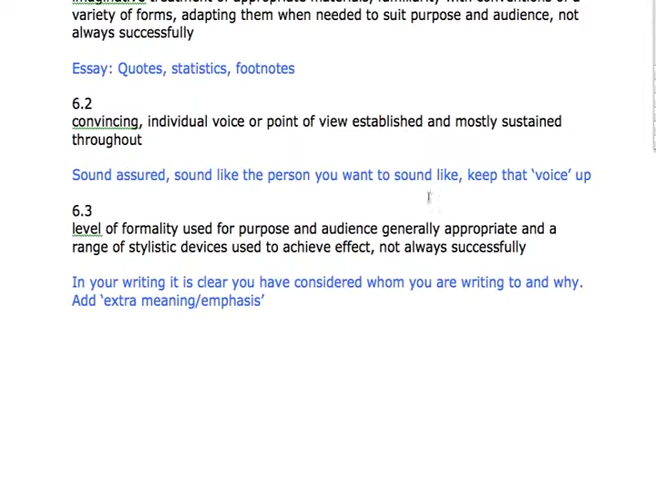 imaginative treatment of appropriate materials, familiarity with conventions of a
variety of forms, adapting them when needed to suit purpose and audience, not
always successfully
Essay: Quotes, statistics, footnotes
6.2
convincing, individual voice or point of view established and mostly sustained
throughout
Sound assured, sound like the person you want to sound like, keep that ‘voice’ up
6.3
level of formality used for purpose and audience generally appropriate and a
range of stylistic devices used to achieve effect, not always successfully
In your writing it is clear you have considered whom you are writing to and why.
Add ‘extra meaning/emphasis’